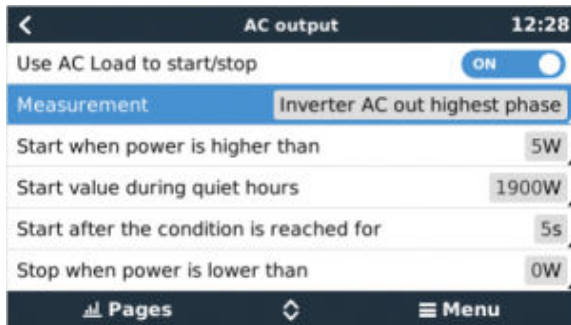 AC output 12:28
Use AC Load to start/stop ON
Measurement Inverter AC out highest phase
Start when power is higher than 5W
Start value during quiet hours 1900W
Start after the condition is reached for 5s
Stop when power is lower than 0W
Pages Menu